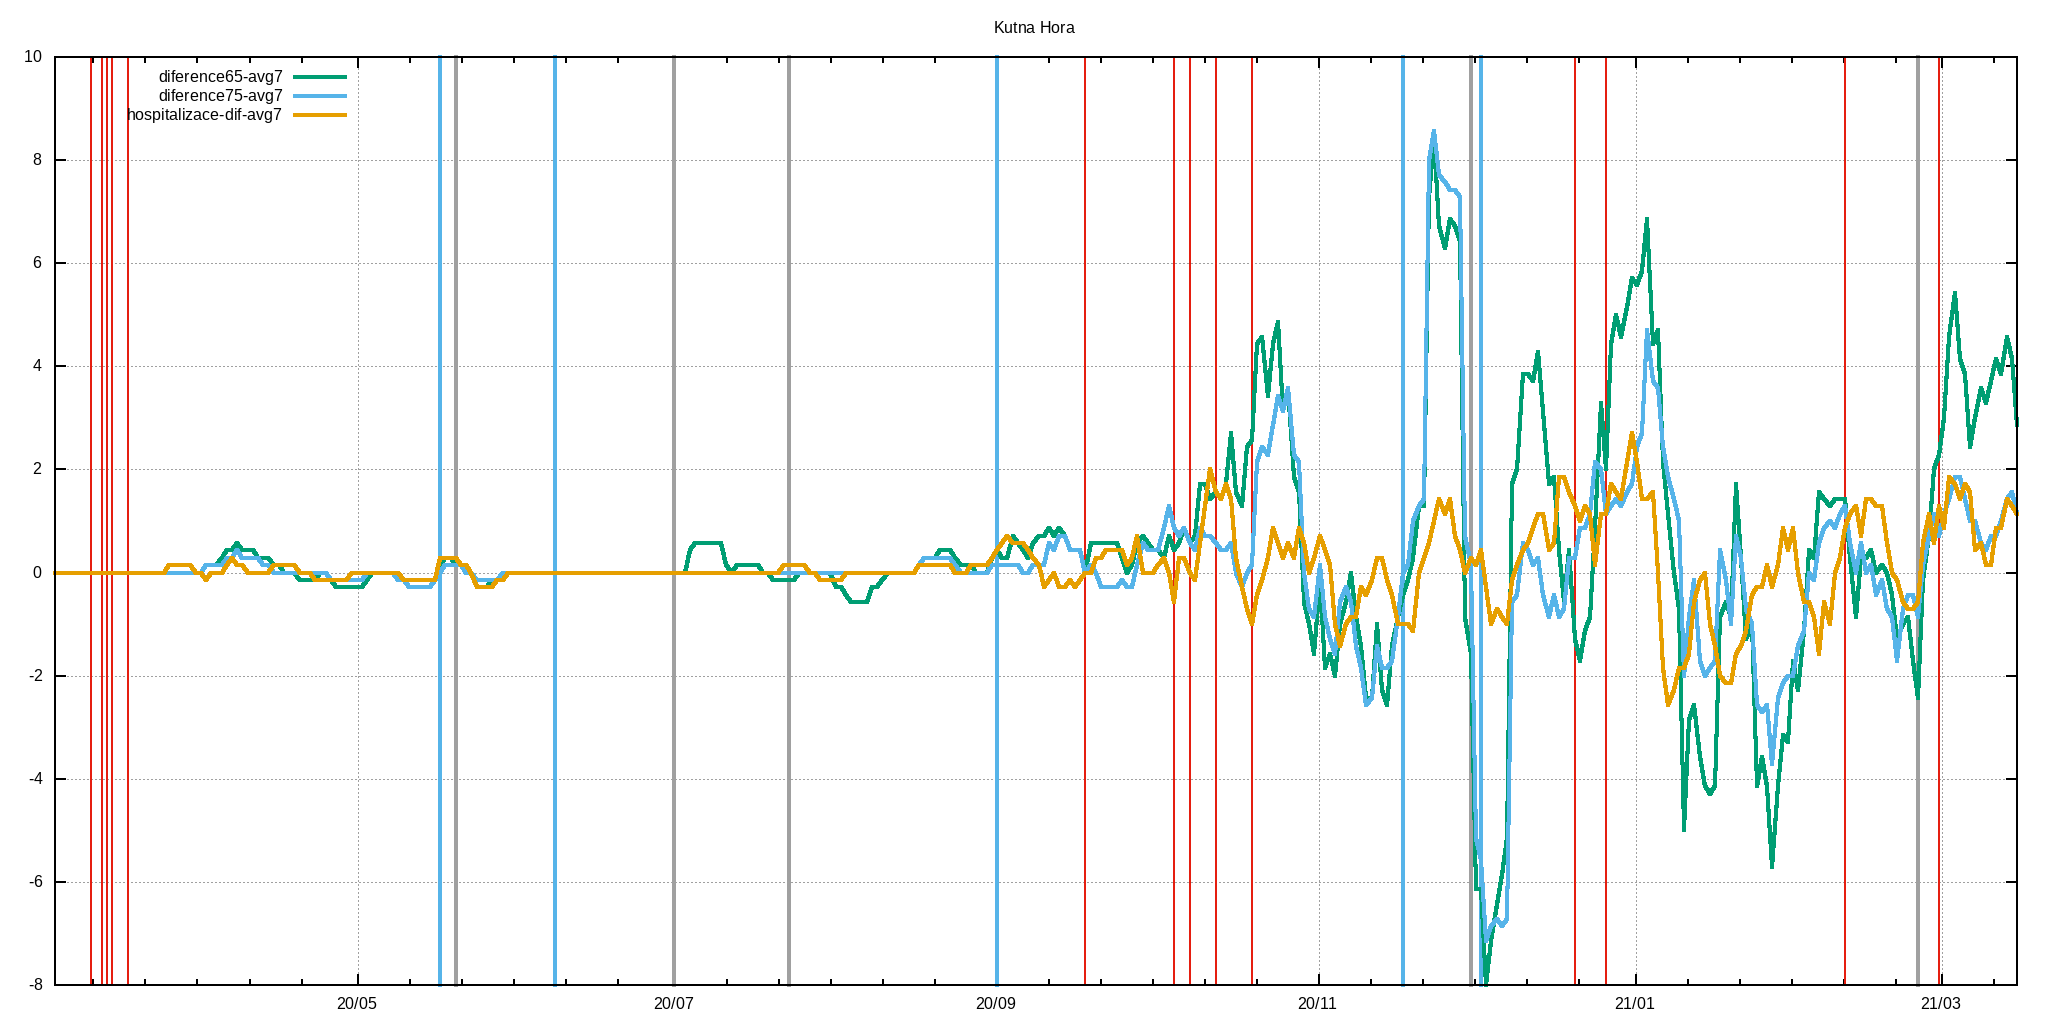 Kutna Hora
diference65-avg7
diference75-avg7
hospitalizace-dif-avg7
10
8
6
4
2
0
-2
-4
-6
-8
20/05 20/07 20/09 20/11 21/01 21/03